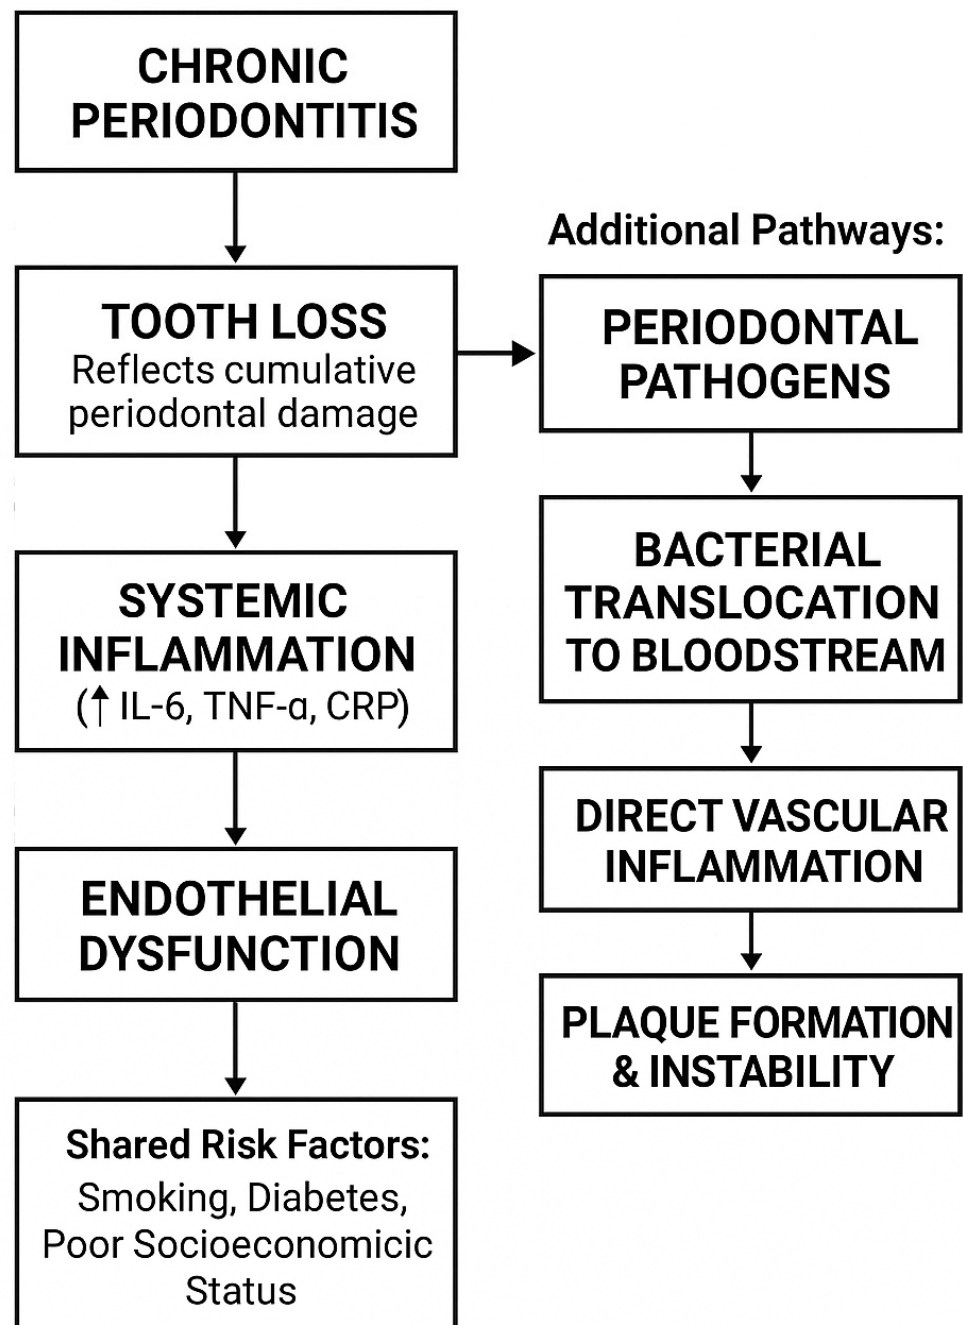 CHRONIC
PERIODONTITIS
TOOTH LOSS
Reflects cumulative
periodontal damage
SYSTEMIC
INFLAMMATION
(↑ IL-6, TNF-α, CRP)
ENDOTHELIAL
DYSFUNCTION
Shared Risk Factors:
Smoking, Diabetes,
Poor Socioeconomicic
Status
Additional Pathways:
PERIODONTAL
PATHOGENS
BACTERIAL
TRANSLOCATION
TO BLOODSTREAM
DIRECT VASCULAR
INFLAMMATION
PLAQUE FORMATION
& INSTABILITY